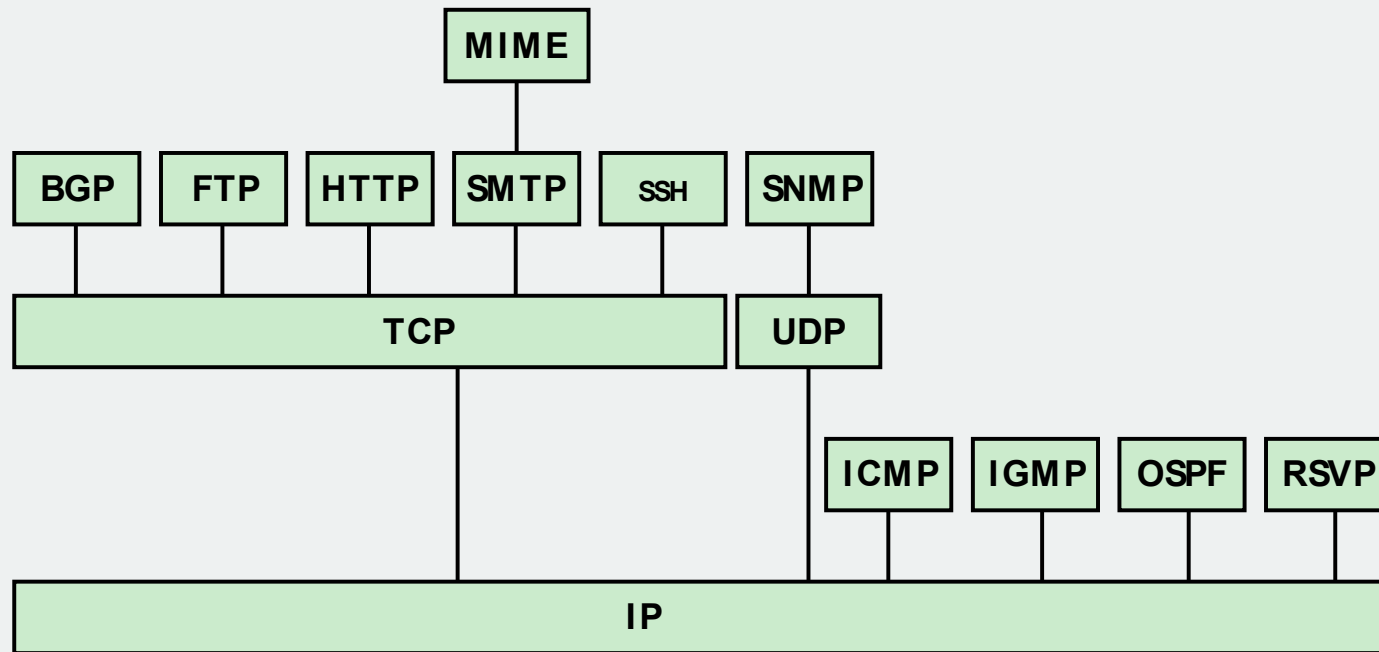 MIME
BGP FTP HTTP SMTP SSH SNMP
TCP UDP
ICMP IGMP OSPF RSVP
IP